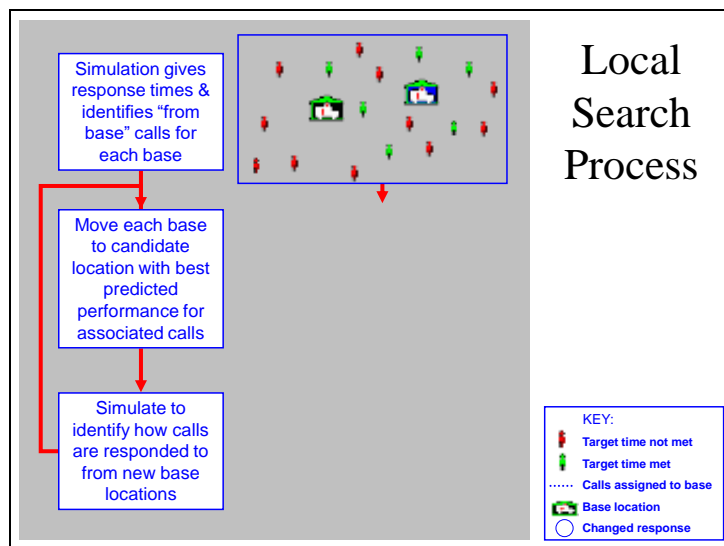 Simulation gives
response times &
identifies “from
base” calls for
each base
Move each base
to candidate
location with best
predicted
performance for
associated calls
Simulate to
identify how calls
are responded to
from new base
locations
Local
Search
Process
KEY:
Target time not met
Target time met
Calls assigned to base
Base location
Changed response